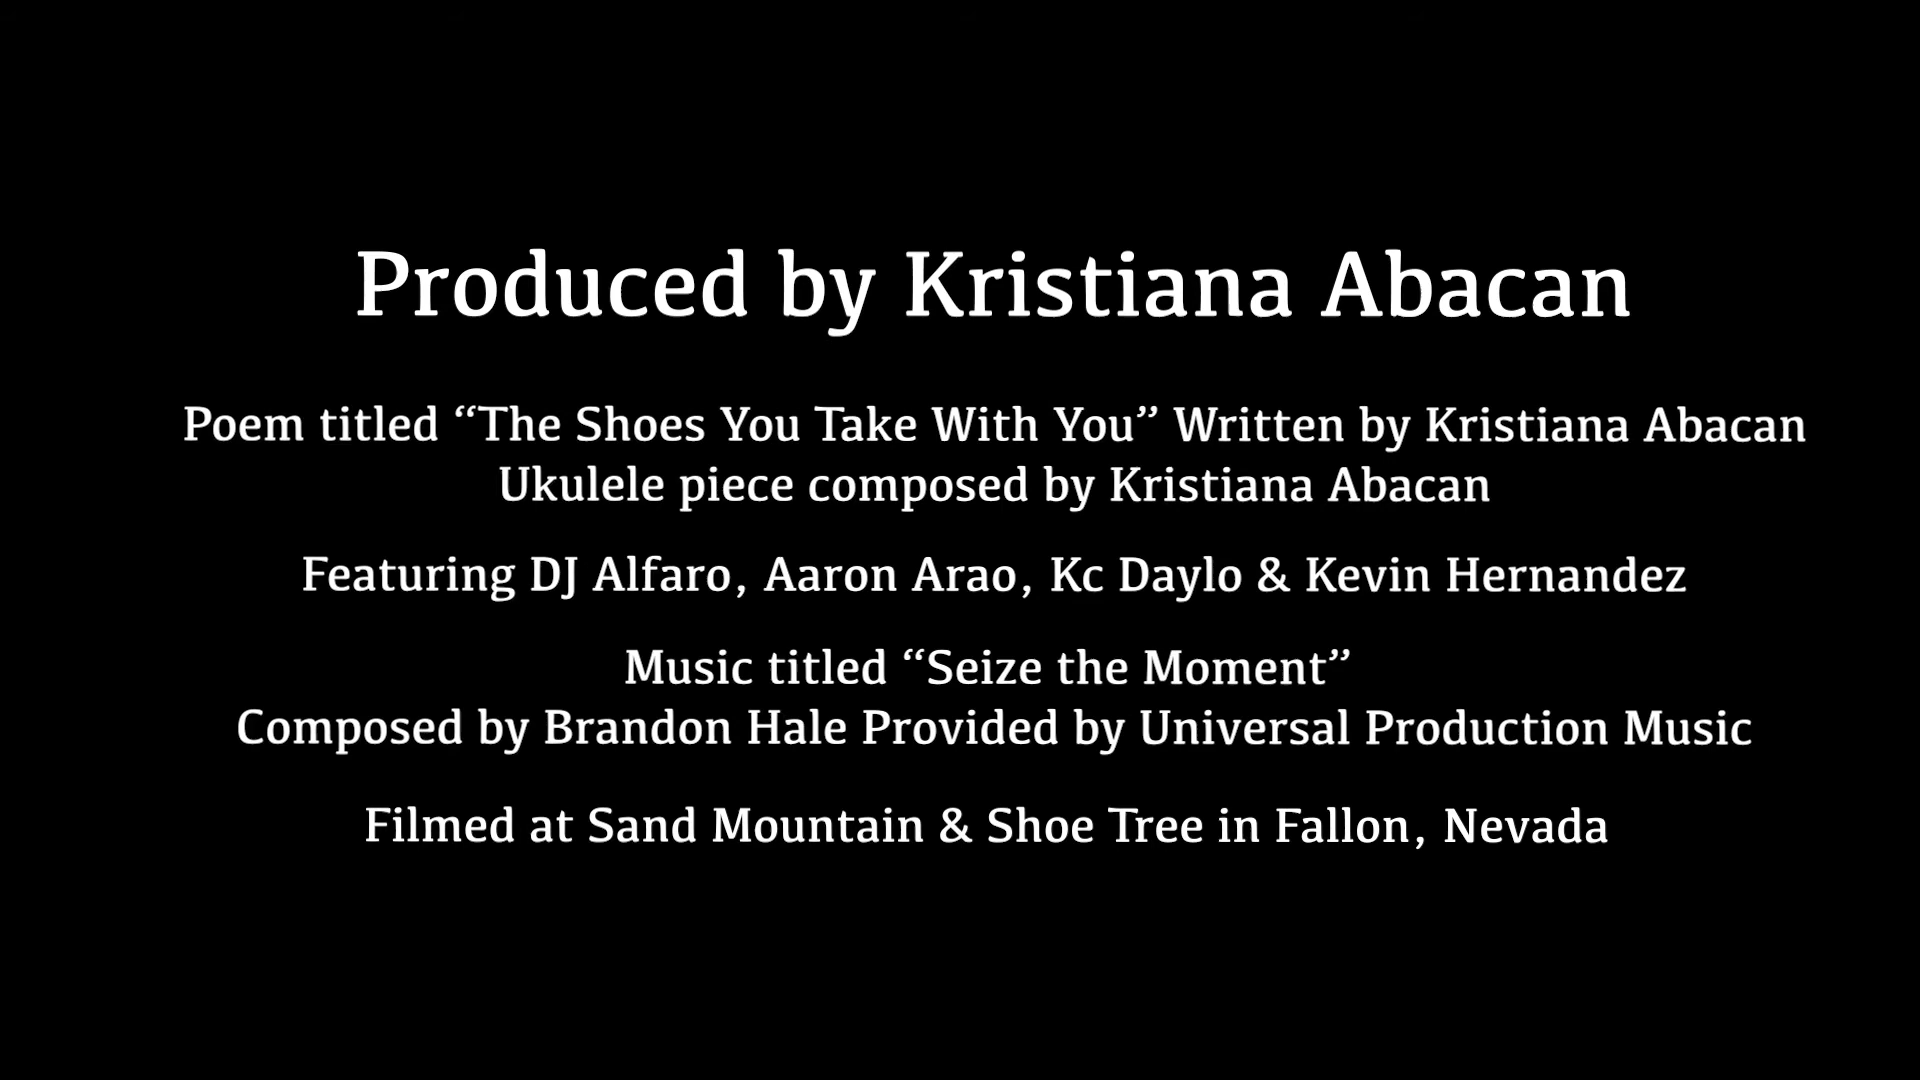 Produced by Kristiana Abacan
Poem titled “The Shoes You Take With You” Written by Kristiana Abacan
Ukulele piece composed by Kristiana Abacan
Featuring DJ Alfaro, Aaron Arao, Kc Daylo & Kevin Hernandez
Music titled “Seize the Moment”
Composed by Brandon Hale Provided by Universal Production Music
Filmed at Sand Mountain & Shoe Tree in Fallon, Nevada